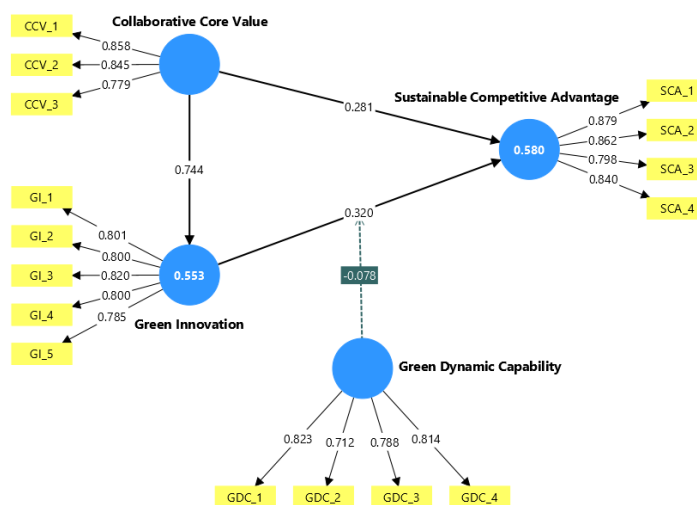 Collaborative Core Value
CCV_1
0.858
CCV_2
0.845
CCV_3
0.779
0.281
Sustainable Competitive Advantage
SCA_1
0.879
SCA_2
0.862
0.580
SCA_3
0.798
SCA_4
0.840
0.744
GI_1
0.801
GI_2
0.800
GI_3
0.820
0.553
GI_4
0.800
GI_5
0.785
Green Innovation
0.320
-0.078
Green Dynamic Capability
0.823
0.712
0.788
0.814
GDC_1
GDC_2
GDC_3
GDC_4